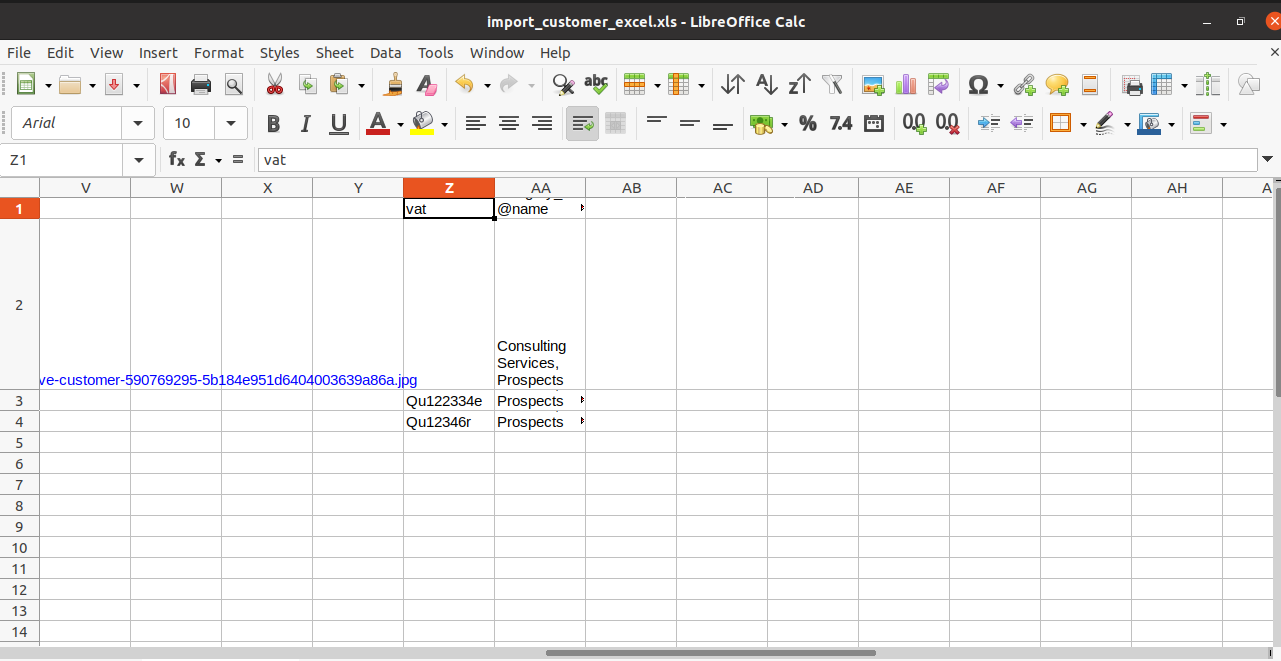 import_customer_excel.xls - LibreOffice Calc
File Edit View Insert Format Styles Sheet Data Tools Window Help
Arial 10
Z1 vat
V W X Y Z AA AB AC AD AE AF AG AH A
1 vat @name
2 ve-customer-590769295-5b184e951d6404003639a86a.jpg Consulting
Services,
Prospects
3 Qu122334e Prospects
4 Qu12346r Prospects
5
6
7
8
9
10
11
12
13
14